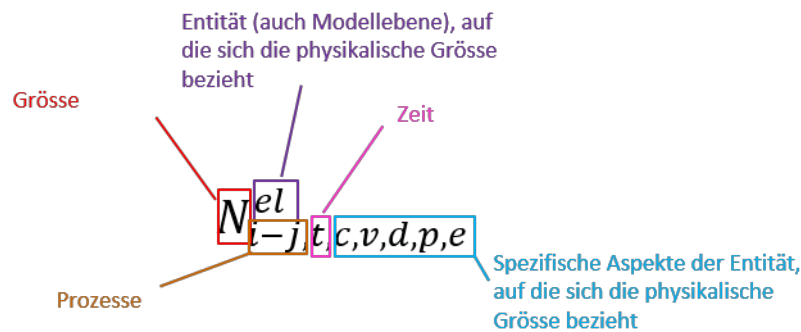 Entität (auch Modellebene), auf
die sich die physikalische Grösse
bezieht
Grösse
Zeit
el
N
i−j,t,c,v,d,p,e
Spezifische Aspekte der Entität,
auf die sich die physikalische
Grösse bezieht
Prozesse